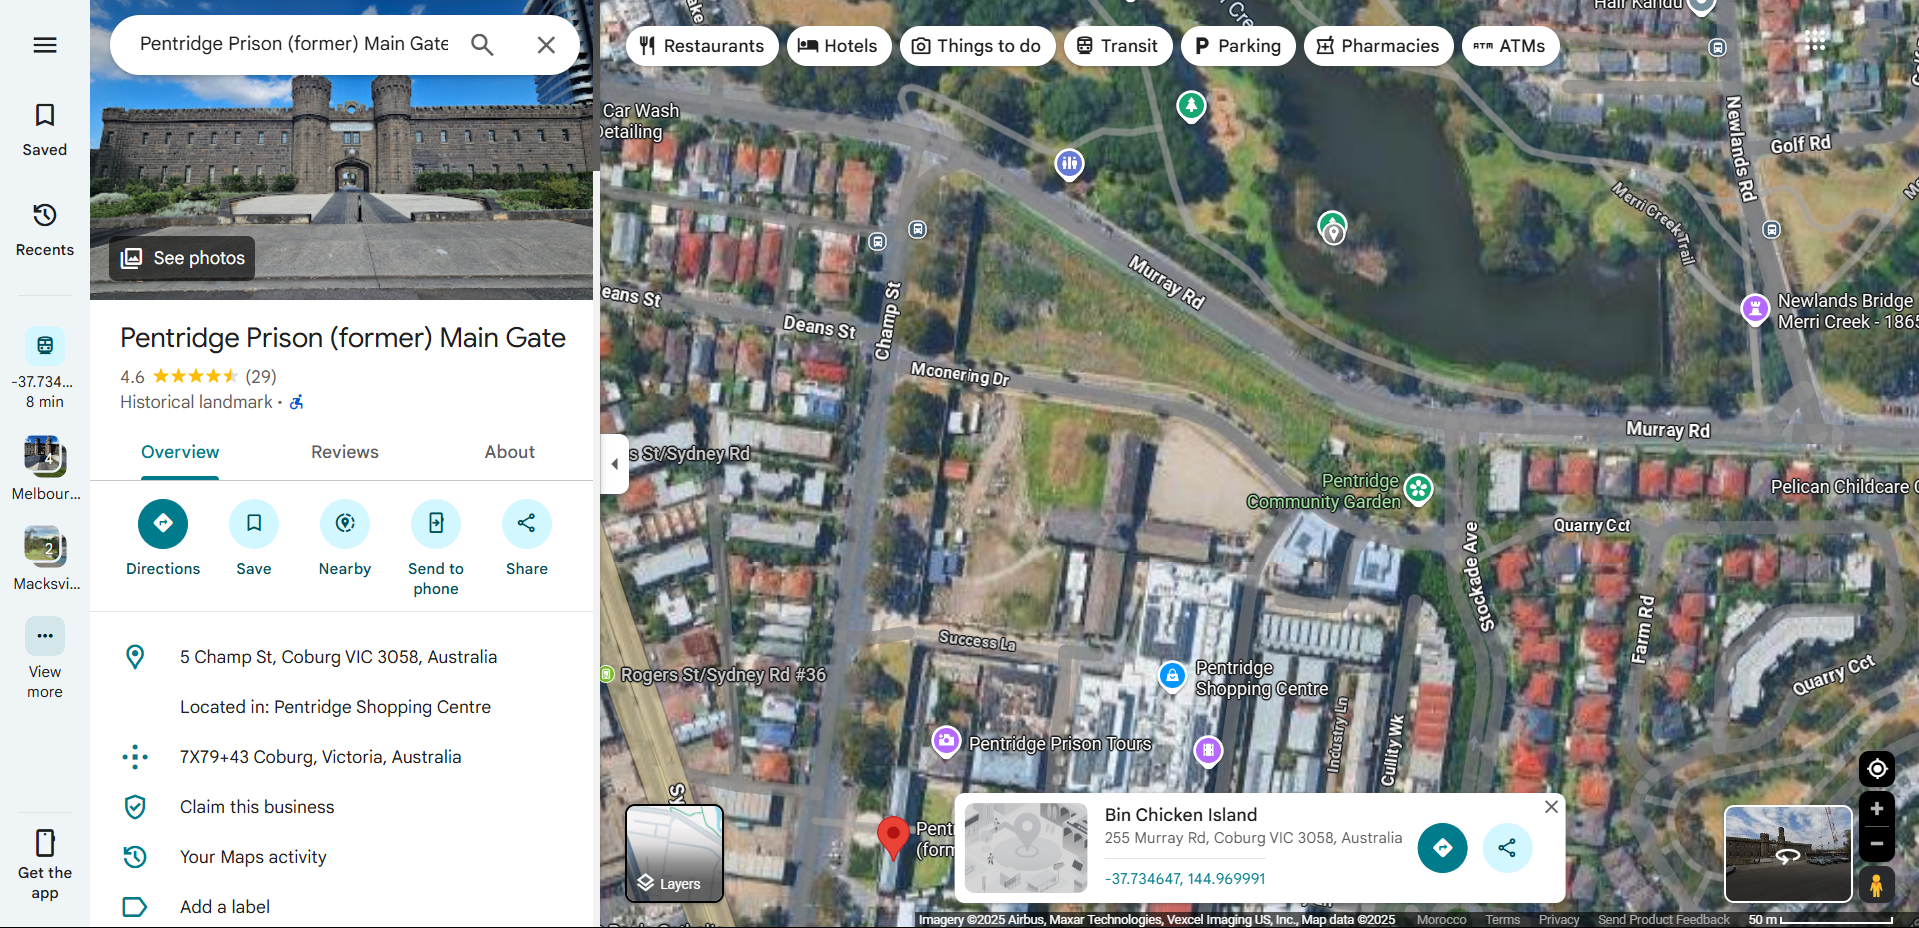 Pentridge Prison (former) Main Gate
Saved
Recents
-37.734...
8 min
4
Melbour...
2
Macksvi...
View
more
Get the
app
See photos
Pentridge Prison (former) Main Gate
4.6 (29)
Historical landmark ·
Overview
Reviews
About
Directions
Save
Nearby
Send to
phone
Share
5 Champ St, Coburg VIC 3058, Australia
Located in: Pentridge Shopping Centre
7X79+43 Coburg, Victoria, Australia
Claim this business
Your Maps activity
Add a label
Restaurants
Hotels
Things to do
Transit
Parking
Pharmacies
ATM ATMs
Hair Kandu
Car Wash
Detailing
Newlands Rd
Golf Rd
Merri Creek Trail
Murray Rd
Newlands Bridge
Merri Creek - 1865
eans St
Deans St
Champ St
Mconering Dr
Murray Rd
s St/Sydney Rd
Pentridge
Community Garden
Pelican Childcare C
Quarry Cct
Stockade Ave
Farm Rd
Quarry Cct
Success La
Rogers St/Sydney Rd #36
Pentridge
Shopping Centre
Industry Ln
Cullity Wk
Pentridge Prison Tours
Sy
Pent
(form
Layers
Bin Chicken Island
255 Murray Rd, Coburg VIC 3058, Australia
-37.734647, 144.969991
Imagery ©2025 Airbus, Maxar Technologies, Vexcel Imaging US, Inc., Map data ©2025
Morocco
Terms
Privacy
Send Product Feedback
50 m